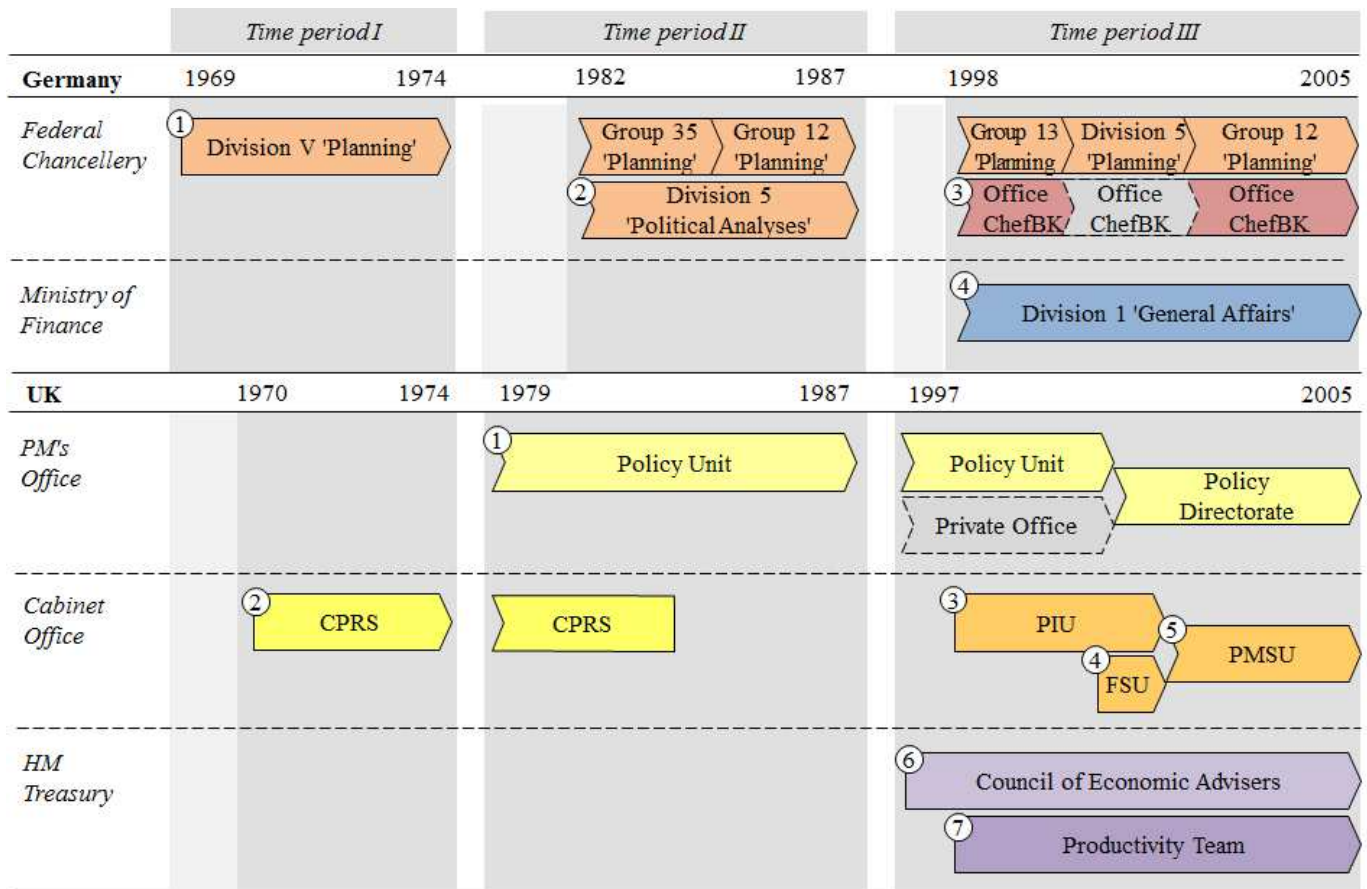 Time period I
Time period II
Time period III
Germany
1969
1974
1982
1987
1998
2005
Federal
Chancellery
1
Division V 'Planning'
Group 35
'Planning'
Group 12
'Planning'
2
Division 5
'Political Analyses'
Group 13
'Planning
Division 5
'Planning'
Group 12
'Planning'
3
Office
ChefBK
Office
ChefBK
Office
ChefBK
Ministry of
Finance
4
Division 1 'General Affairs'
UK
1970
1974
1979
1987
1997
2005
PM's
Office
1
Policy Unit
Policy Unit
Policy
Directorate
Private Office
Cabinet
Office
2
CPRS
CPRS
3
PIU
4
FSU
5
PMSU
HM
Treasury
6
Council of Economic Advisers
7
Productivity Team